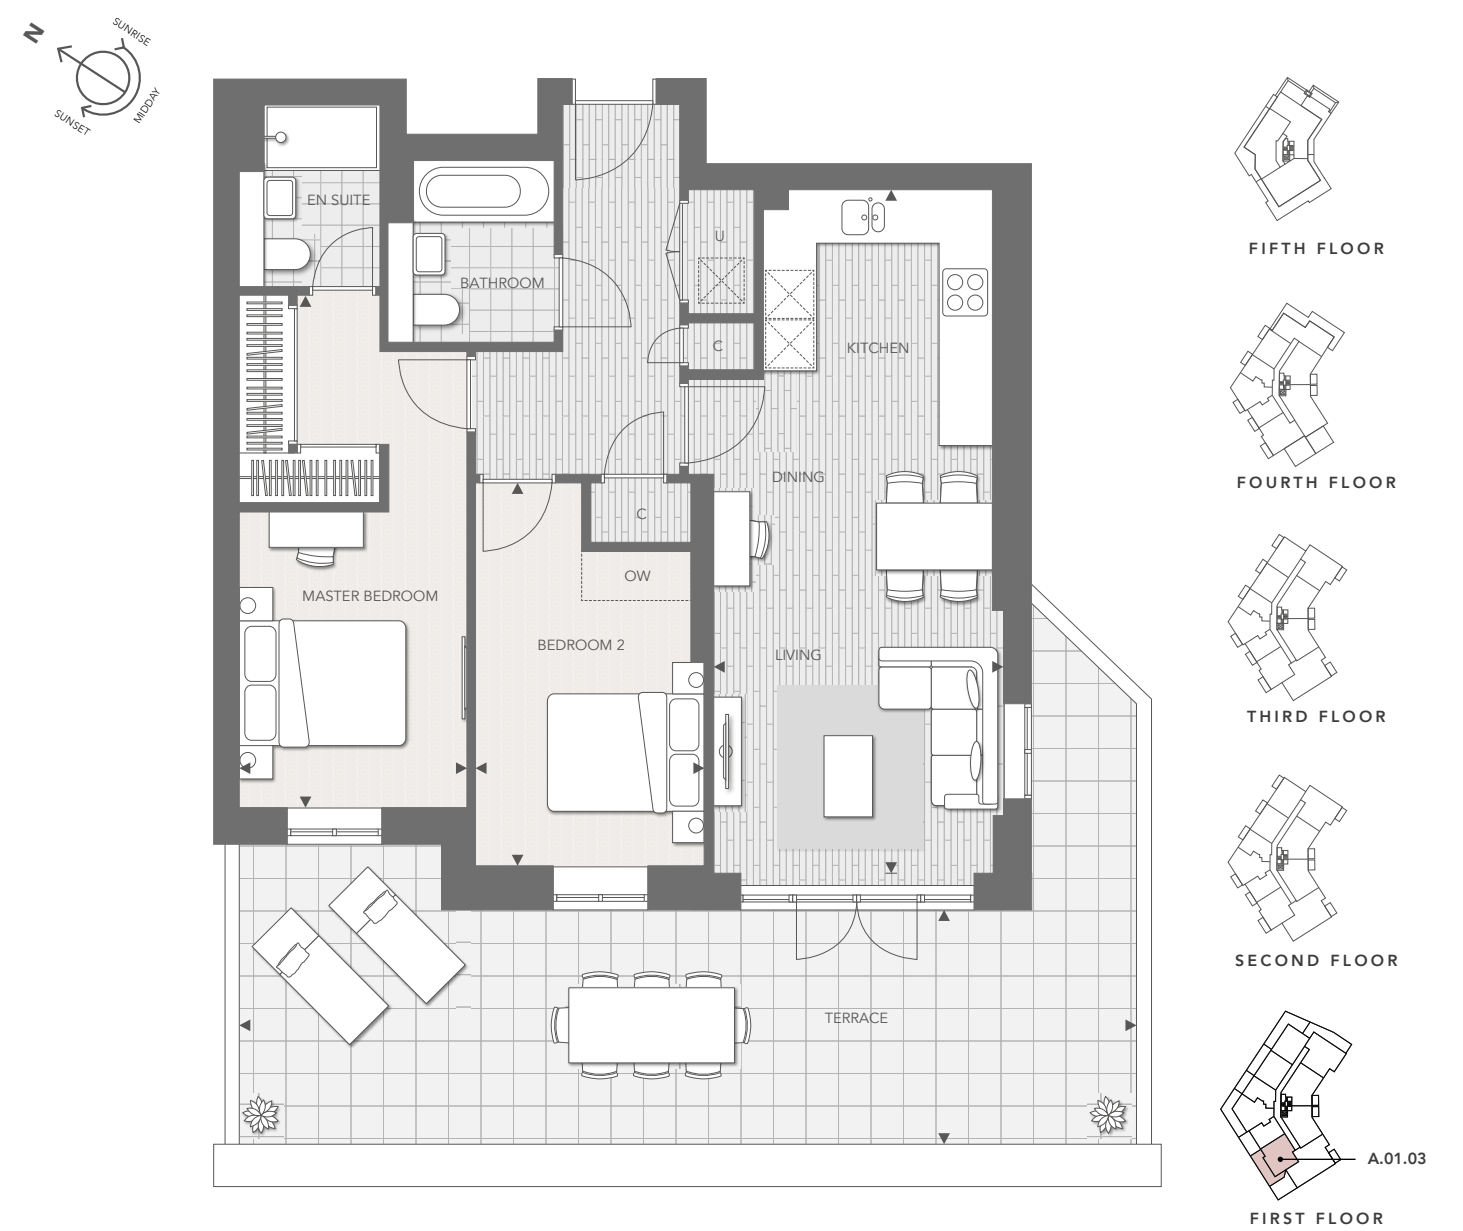 N
SUNRISE
MIDDAY
SUNSET
EN SUITE
BATHROOM
U
C
KITCHEN
DINING
C
OW
MASTER BEDROOM
BEDROOM 2
LIVING
TERRACE
FIFTH FLOOR
FOURTH FLOOR
THIRD FLOOR
SECOND FLOOR
A.01.03
FIRST FLOOR